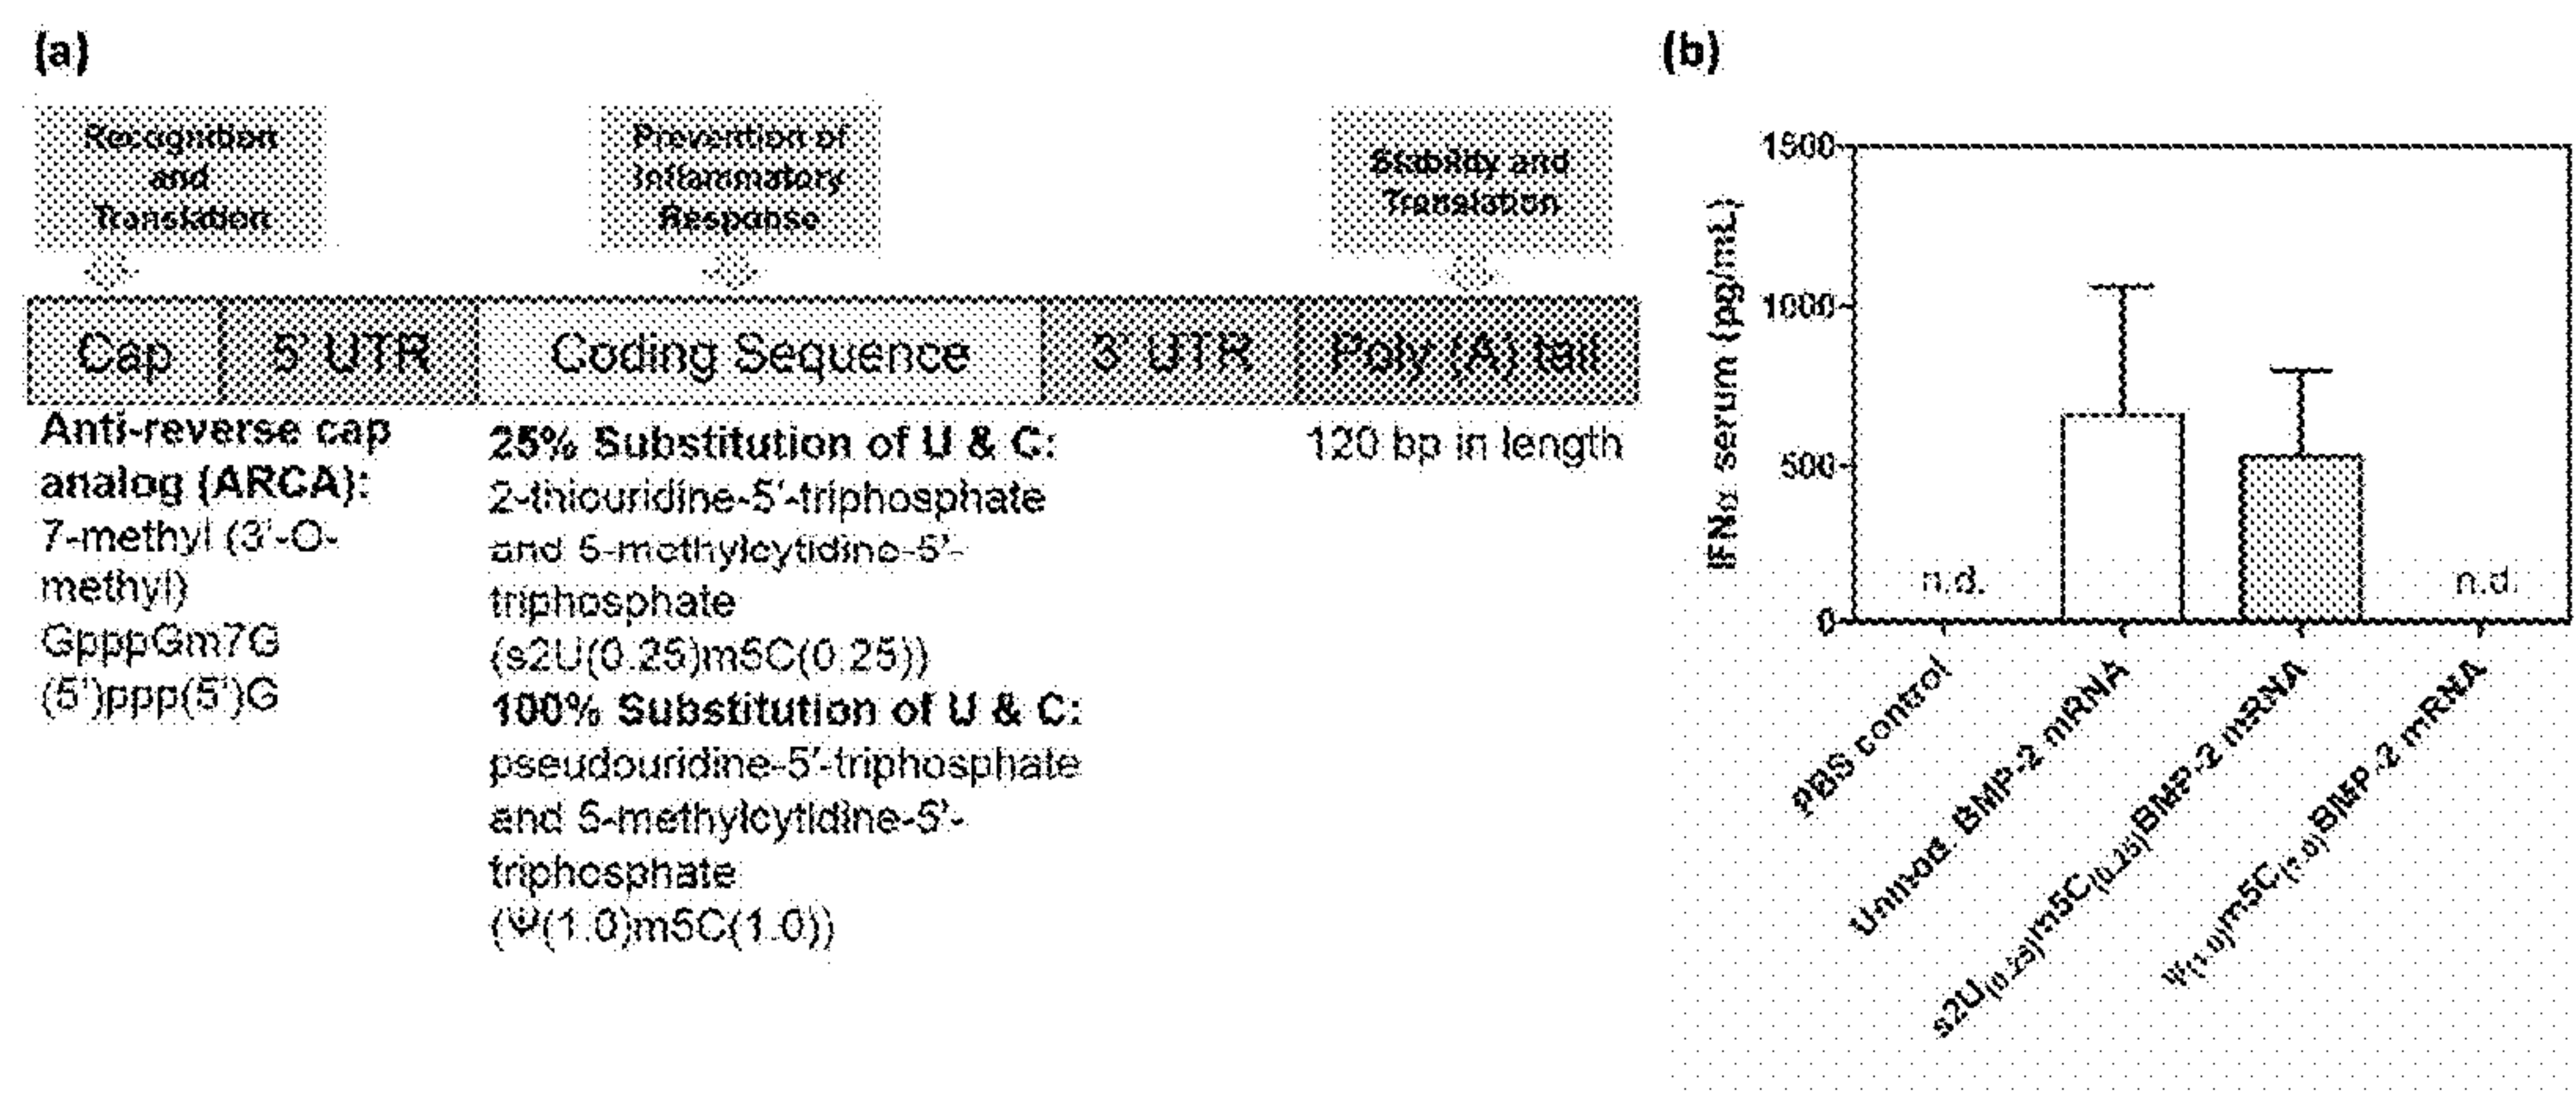 (a)
Recognition
and
Translation
Prevention of
Inflammatory
Response
Stability and
Translation
Cap
5' UTR
Coding Sequence
3' UTR
Poly (A) tail
Anti-reverse cap
analog (ARCA):
7-methyl (3'-O-
methyl)
GpppGm7G
(5')ppp(5')G
25% Substitution of U & C:
2-thiouridine-5'-triphosphate
and 5-methylcytidine-5'-
triphosphate
(s2U(0.25)m5C(0.25))
100% Substitution of U & C:
pseudouridine-5'-triphosphate
and 5-methylcytidine-5'-
triphosphate
(Ψ(1.0)m5C(1.0))
120 bp in length
(b)
IFNα serum (pg/mL)
1500
1000
500
0
n.d.
n.d.
PBS control
Unmod. BMP-2 mRNA
s2U(0.25)m5C(0.25)BMP-2 mRNA
Ψ(1.0)m5C(1.0)BMP-2 mRNA